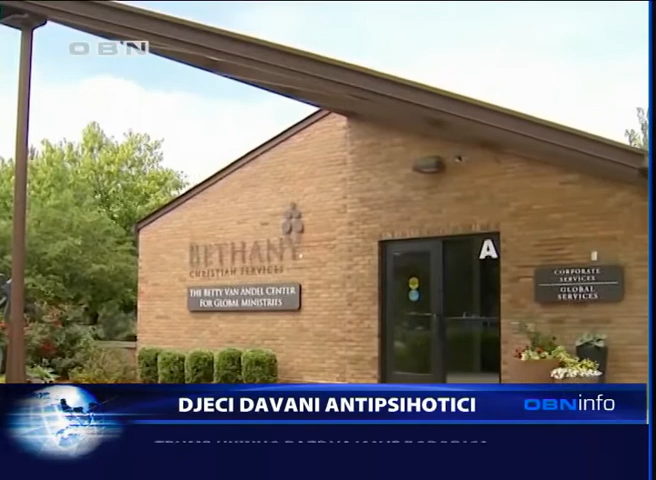 OBN
BETHANY
CHRISTIAN SERVICES
THE BETTY VAN ANDEL CENTER
FOR GLOBAL MINISTRIES
A
CORPORATE
SERVICES
GLOBAL
SERVICES
DJECI DAVANI ANTIPSIHOTICI
OBNinfo